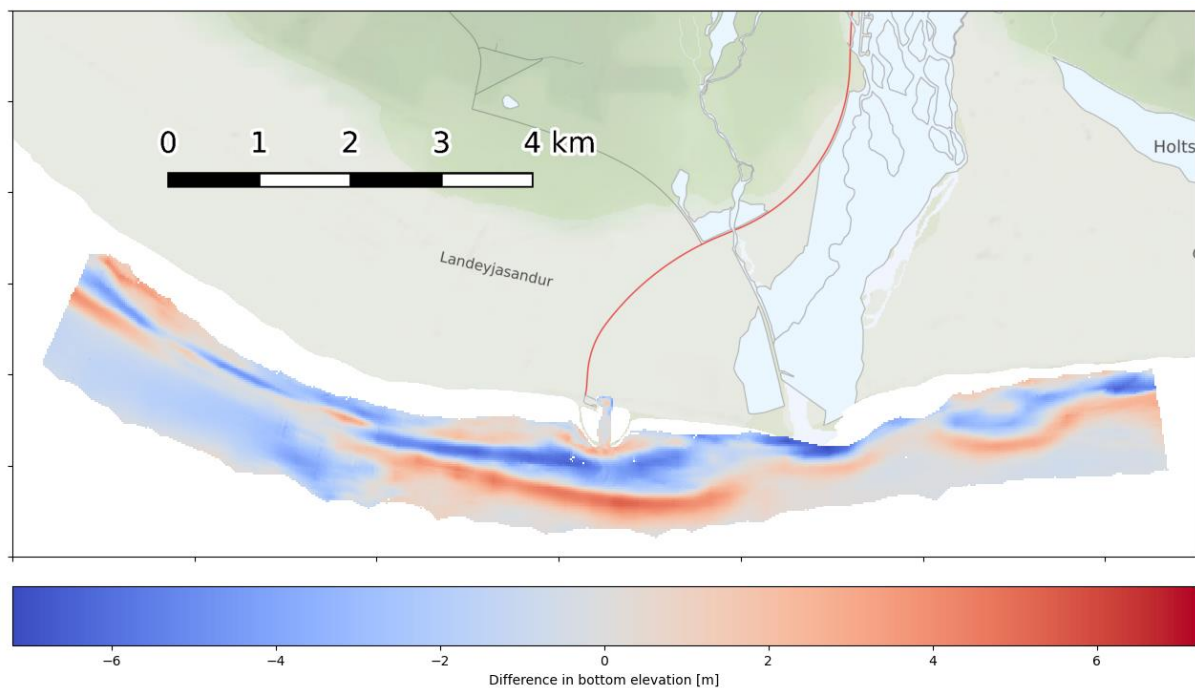 0 1 2 3 4 km
Holts
Landeyjasandur
−6 −4 −2 0 2 4 6
Difference in bottom elevation [m]